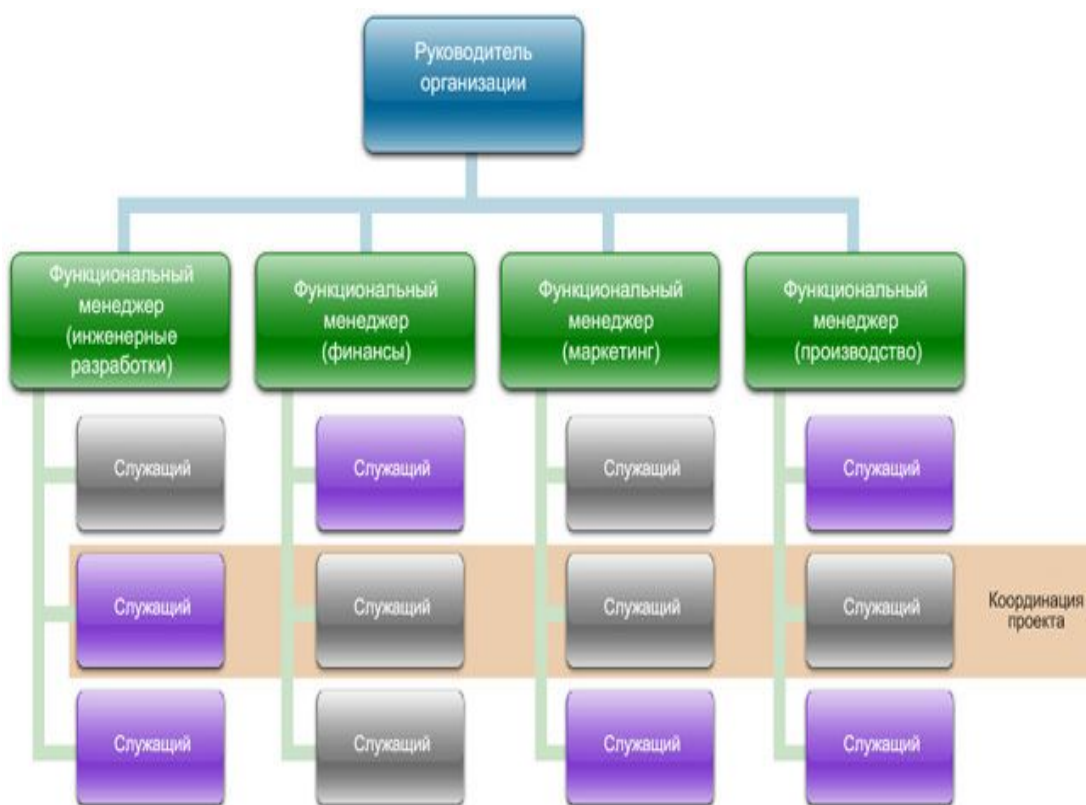 Руководитель
организации
Функциональный
менеджер
(инженерные
разработки)
Функциональный
менеджер
(финансы)
Функциональный
менеджер
(маркетинг)
Функциональный
менеджер
(производство)
Служащий
Служащий
Служащий
Служащий
Служащий
Служащий
Служащий
Служащий
Координация
проекта
Служащий
Служащий
Служащий
Служащий